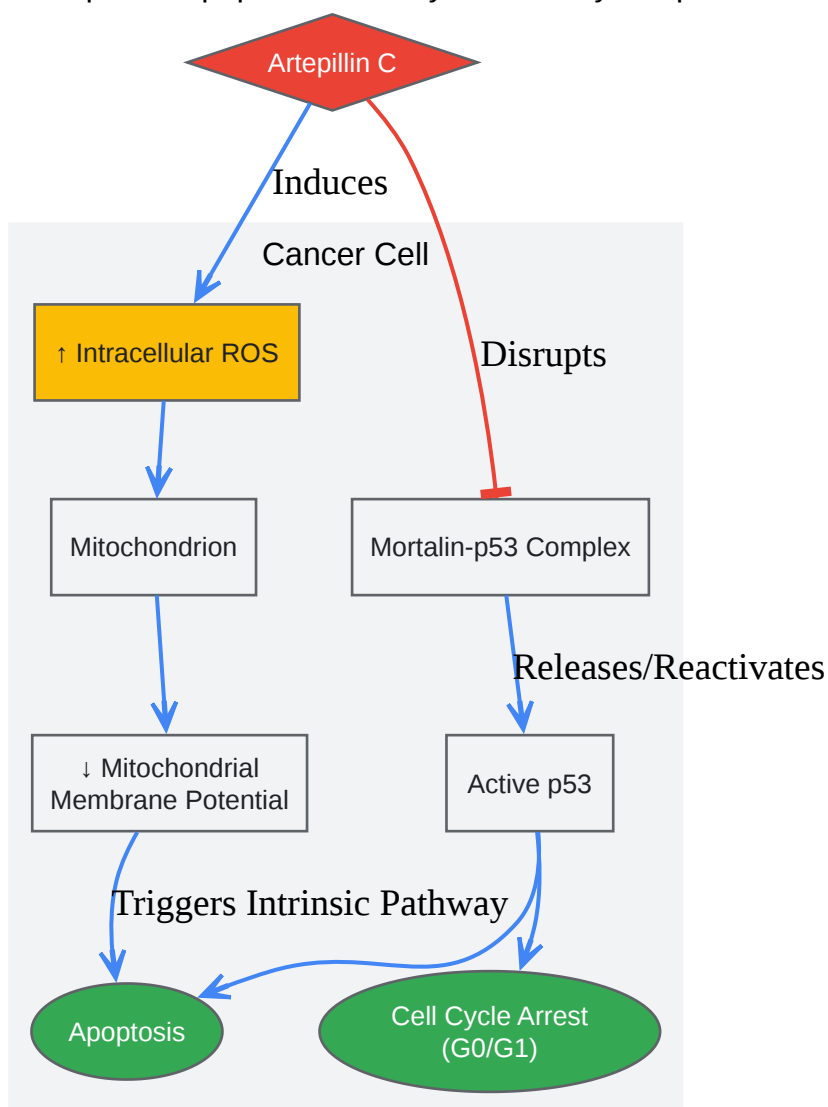 Artepillin C
Induces
Cancer Cell
↑ Intracellular ROS
Disrupts
Mitochondrion
Mortalin-p53 Complex
Releases/Reactivates
↓ Mitochondrial
Membrane Potential
Active p53
Triggers Intrinsic Pathway
Apoptosis
Cell Cycle Arrest
(G0/G1)